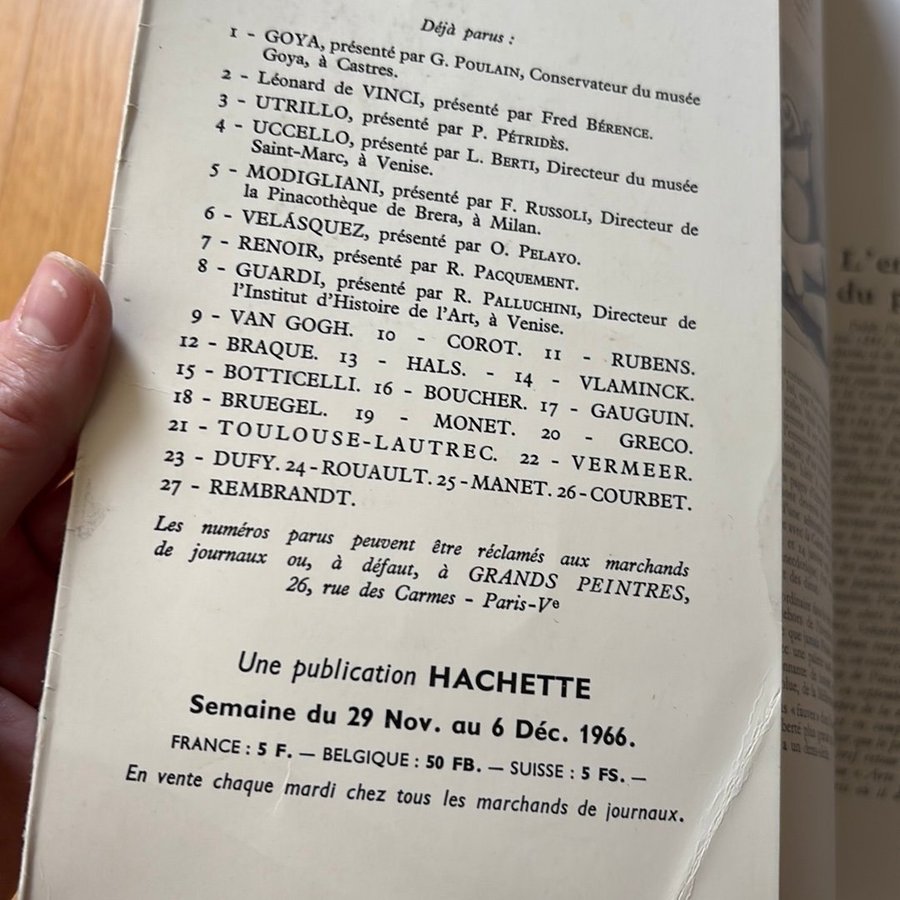 Déjà parus :
1 - GOYA, présenté par G. POULAIN, Conservateur du musée
Goya, à Castres.
2 - Léonard de VINCI, présenté par Fred BÉRENCE.
3 - UTRILLO, présenté par P. PÉTRIDÈS.
4 - UCCELLO, présenté par L. BERTI, Directeur du musée
Saint-Marc, à Venise.
5 - MODIGLIANI, présenté par F. RUSSOLI, Directeur de
la Pinacothèque de Brera, à Milan.
6 - VELÁSQUEZ, présenté par O. PELAYO.
7 - RENOIR, présenté par R. PACQUEMENT.
8 - GUARDI, présenté par R. PALLUCHINI, Directeur de
l'Institut d'Histoire de l'Art, à Venise.
9 - VAN GOGH. 10 - COROT. 11 - RUBENS.
12 - BRAQUE. 13 - HALS. - 14 - VLAMINCK.
15 - BOTTICELLI. 16 - BOUCHER. 17 - GAUGUIN.
18 - BRUEGEL. 19 - MONET. 20 - GRECO.
21 - TOULOUSE-LAUTREC. 22 - VERMEER.
23 - DUFY. 24 - ROUAULT. 25 - MANET. 26 - COURBET.
27 - REMBRANDT.
Les numéros parus peuvent être réclamés aux marchands
de journaux ou, à défaut, à GRANDS PEINTRES,
26, rue des Carmes - Paris-Ve
Une publication HACHETTE
Semaine du 29 Nov. au 6 Déc. 1966.
FRANCE : 5 F. — BELGIQUE : 50 FB. — SUISSE : 5 FS. —
En vente chaque mardi chez tous les marchands de journaux.